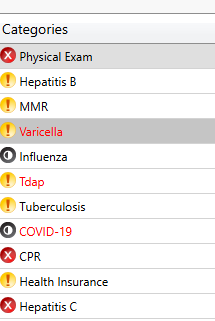 Categories
Physical Exam
Hepatitis B
MMR
Varicella
Influenza
Tdap
Tuberculosis
COVID-19
CPR
Health Insurance
Hepatitis C